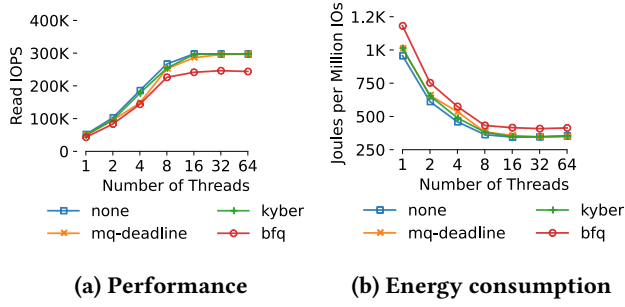 400K
300K
200K
100K
0
Read IOPS
1 2 4 8 16 32 64
Number of Threads
none kyber
mq-deadline bfq
(a) Performance
1.2K
1K
750
500
250
Joules per Million IOs
1 2 4 8 16 32 64
Number of Threads
none kyber
mq-deadline bfq
(b) Energy consumption